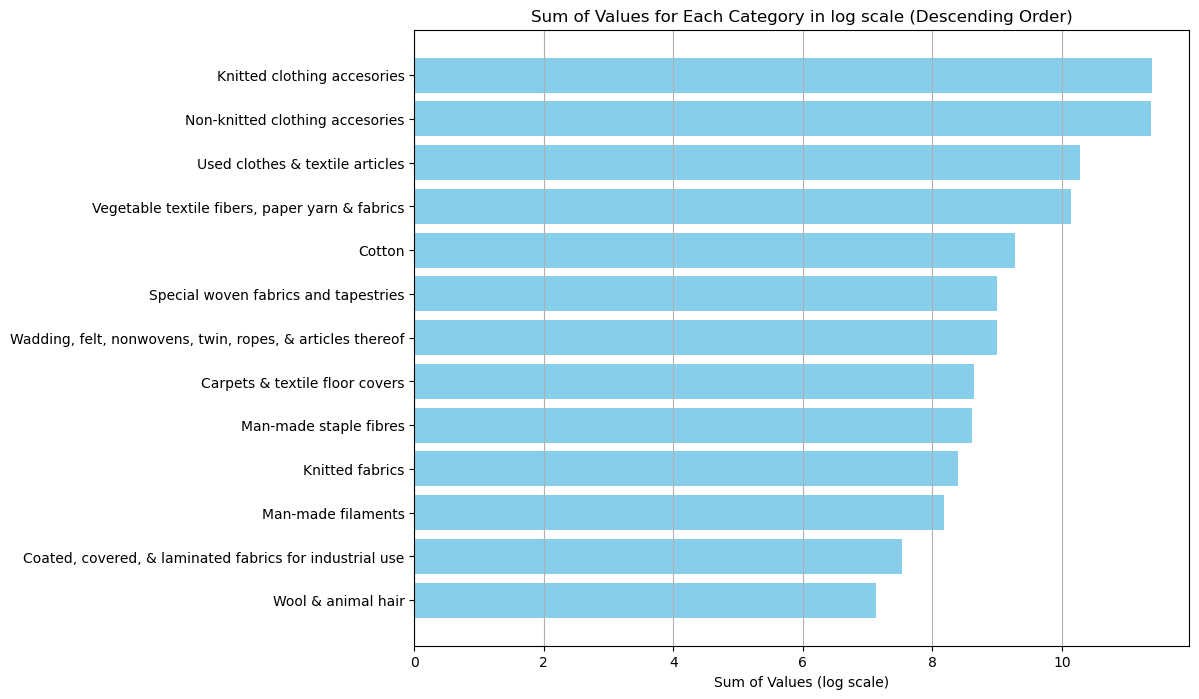 Sum of Values for Each Category in log scale (Descending Order)
Knitted clothing accesories
Non-knitted clothing accesories
Used clothes & textile articles
Vegetable textile fibers, paper yarn & fabrics
Cotton
Special woven fabrics and tapestries
Wadding, felt, nonwovens, twin, ropes, & articles thereof
Carpets & textile floor covers
Man-made staple fibres
Knitted fabrics
Man-made filaments
Coated, covered, & laminated fabrics for industrial use
Wool & animal hair
0 2 4 6 8 10
Sum of Values (log scale)